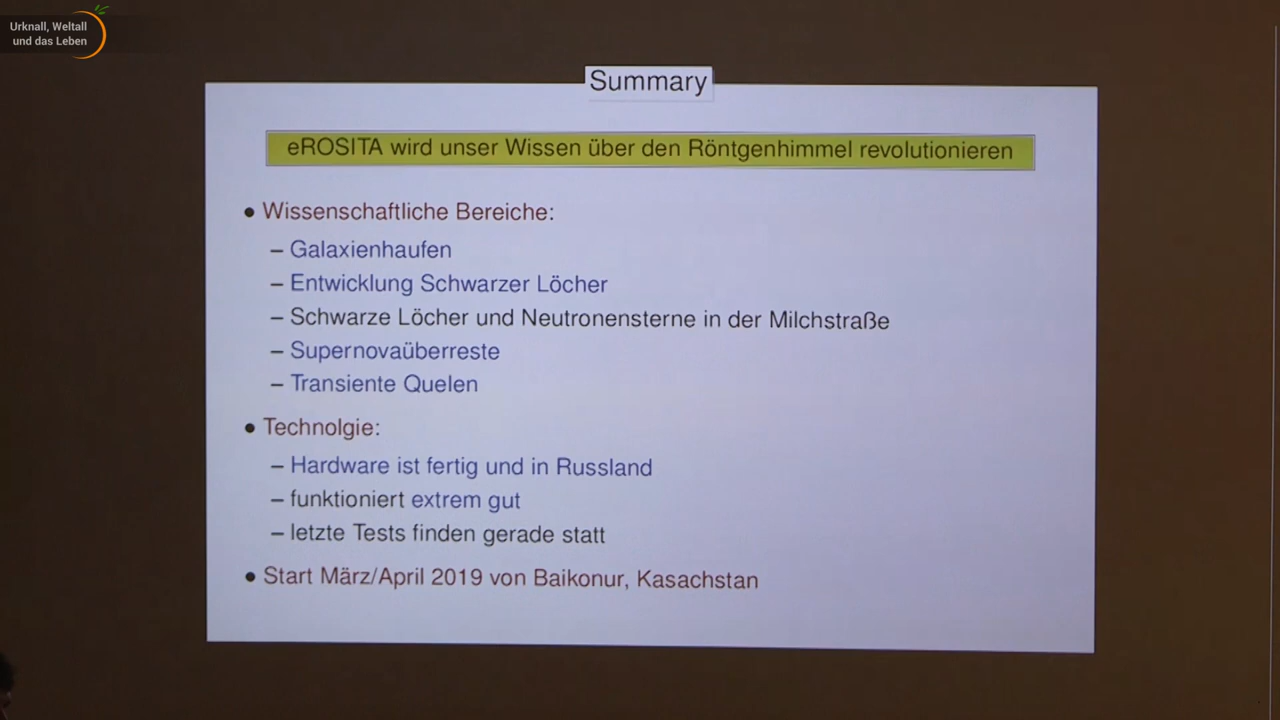 Urknall, Weltall
und das Leben
Summary
eROSITA wird unser Wissen über den Röntgenhimmel revolutionieren
• Wissenschaftliche Bereiche:
– Galaxienhaufen
– Entwicklung Schwarzer Löcher
– Schwarze Löcher und Neutronensterne in der Milchstraße
– Supernovaüberreste
– Transiente Quelen
• Technolgie:
– Hardware ist fertig und in Russland
– funktioniert extrem gut
– letzte Tests finden gerade statt
• Start März/April 2019 von Baikonur, Kasachstan